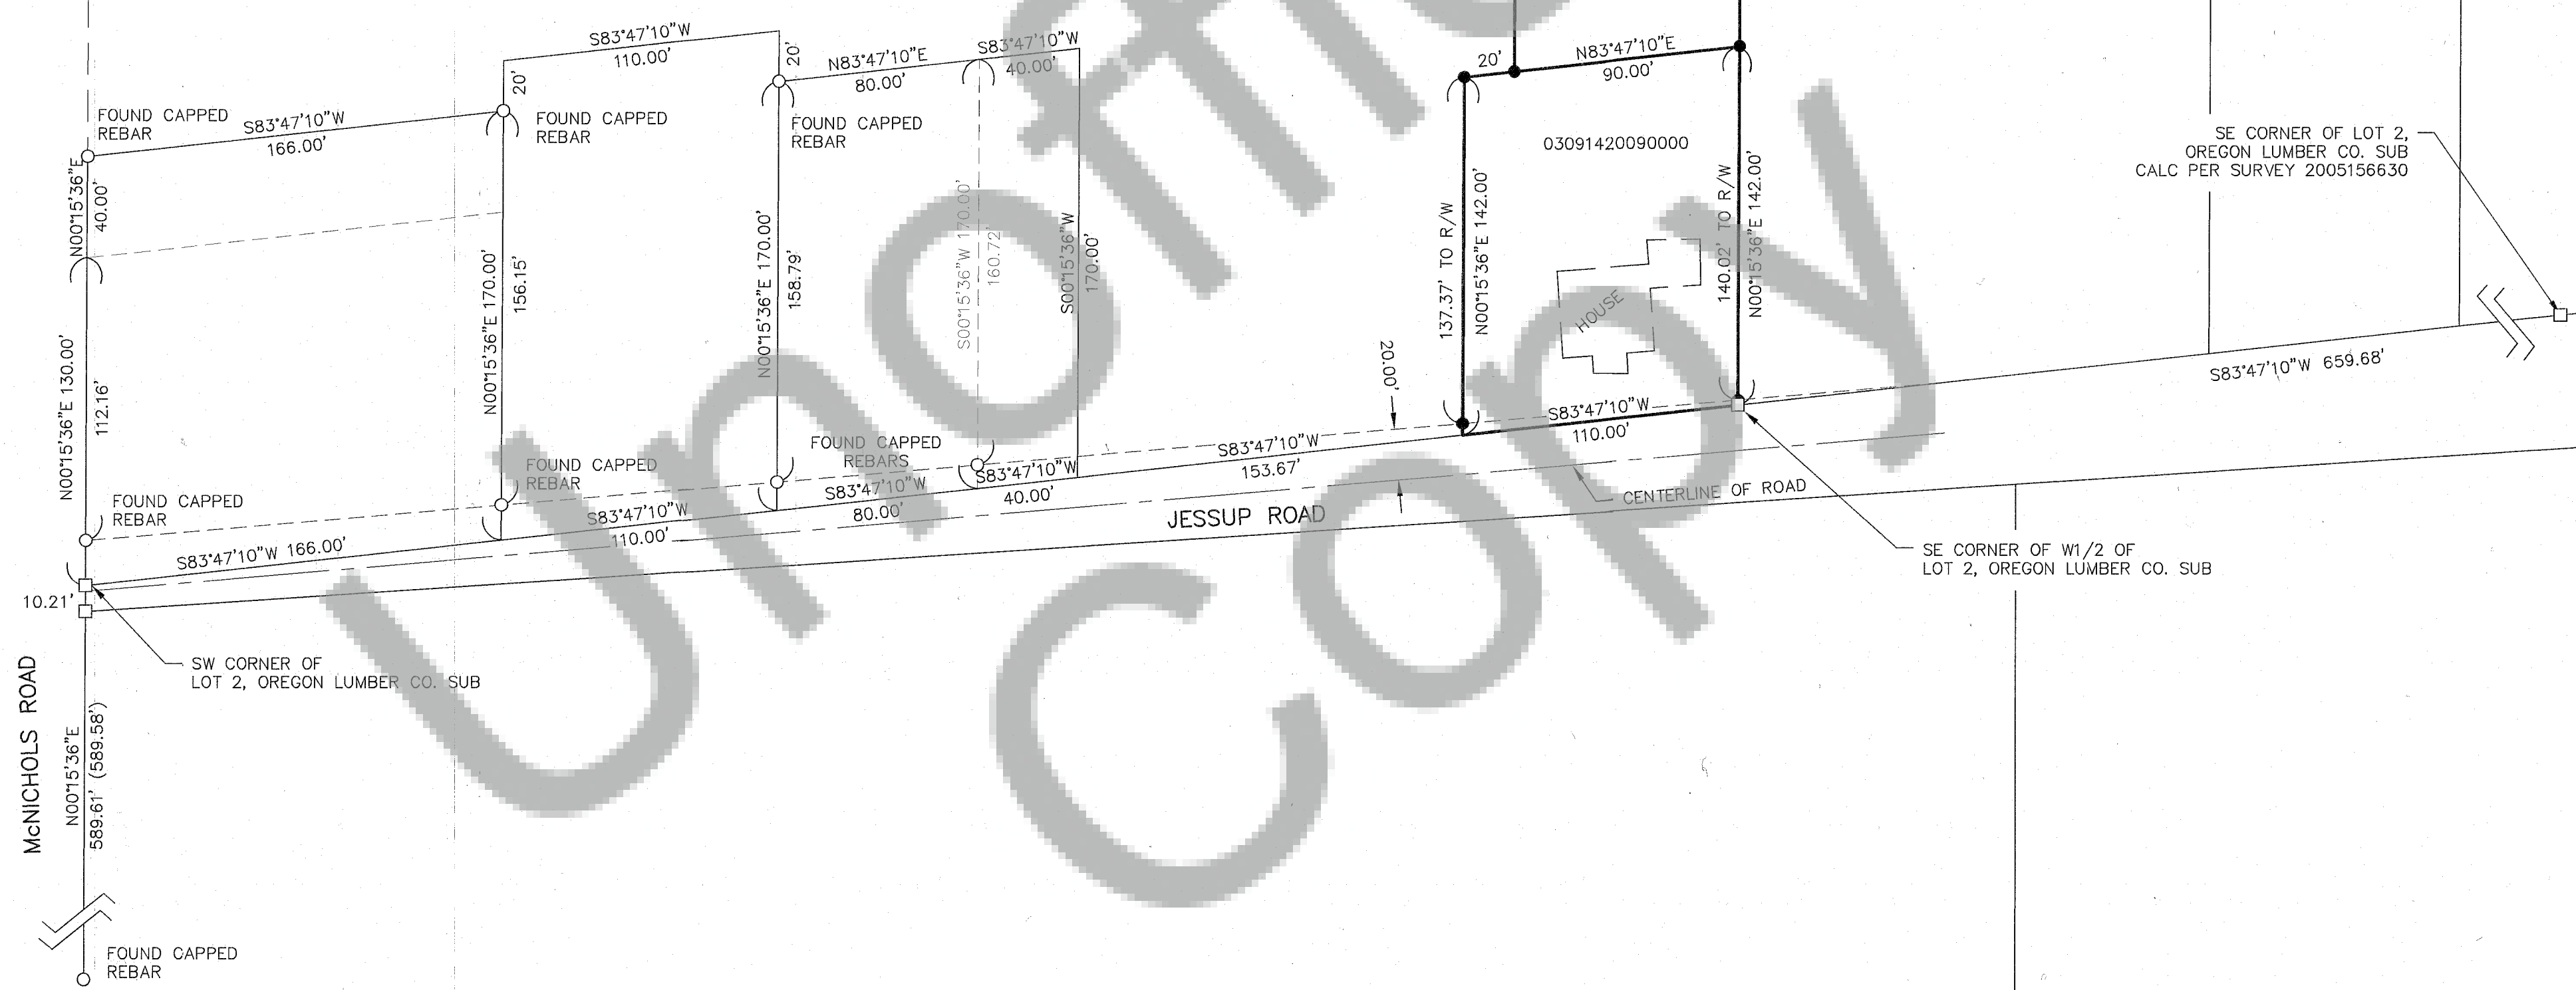 S83°47'10"W
110.00'
20'
20'
N83°47'10"E
80.00'
S83°47'10"W
40.00'
FOUND CAPPED
REBAR
S83°47'10"W
166.00'
FOUND CAPPED
REBAR
FOUND CAPPED
REBAR
N00°15'36"E
40.00'
N00°15'36"E 130.00'
112.16'
N00°15'36"E 170.00'
156.15'
N00°15'36"E 170.00'
158.79'
S00°15'36"W 170.00'
160.72'
S00°15'36"W
170.00'
20'
N83°47'10"E
90.00'
03091420090000
137.37' TO R/W
N00°15'36"E 142.00'
HOUSE
140.02' TO R/W
N00°15'36"E 142.00'
SE CORNER OF LOT 2,
OREGON LUMBER CO. SUB
CALC PER SURVEY 2005156630
S83°47'10"W 659.68'
20.00'
S83°47'10"W
110.00'
S83°47'10"W
153.67'
FOUND CAPPED
REBARS
S83°47'10"W
40.00'
S83°47'10"W
80.00'
FOUND CAPPED
REBAR
S83°47'10"W
110.00'
FOUND CAPPED
REBAR
S83°47'10"W 166.00'
JESSUP ROAD
CENTERLINE OF ROAD
SE CORNER OF W1/2 OF
LOT 2, OREGON LUMBER CO. SUB
10.21'
SW CORNER OF
LOT 2, OREGON LUMBER CO. SUB
McNICHOLS ROAD
N00°15'36"E
589.61' (589.58')
FOUND CAPPED
REBAR
Copy